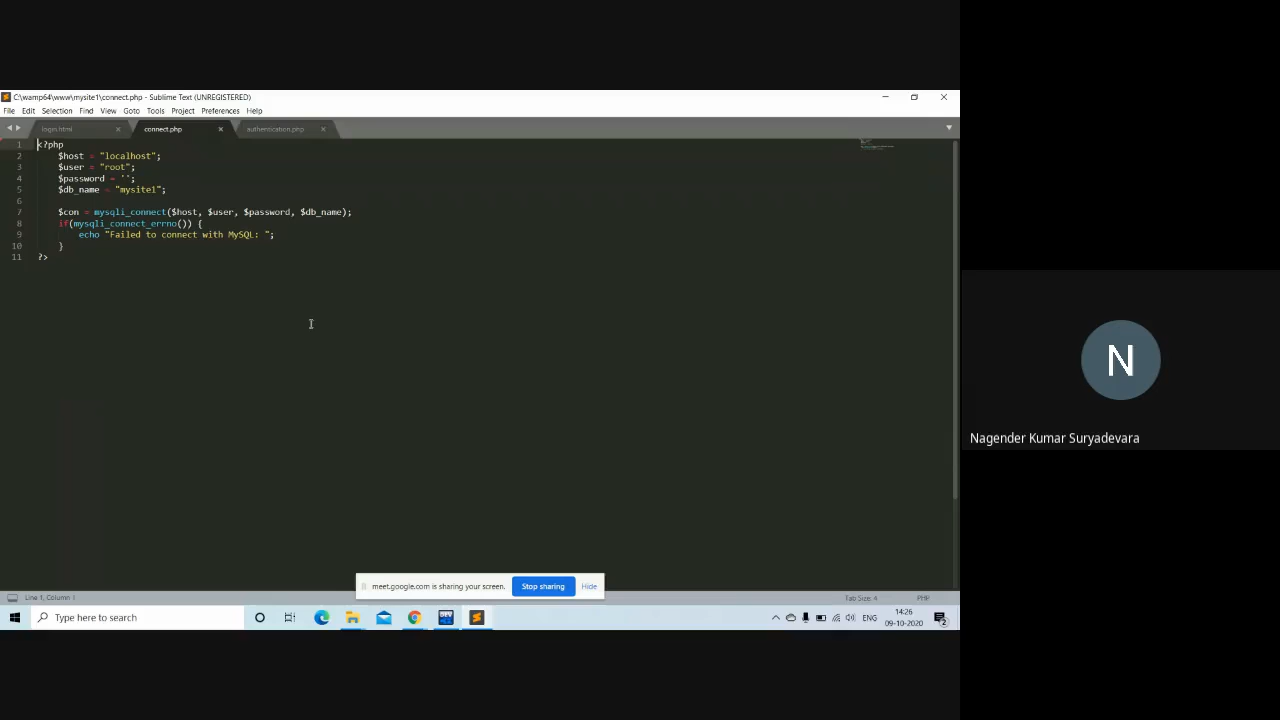 C:\wamp64\www\mysite1\connect.php - Sublime Text (UNREGISTERED)
File Edit Selection Find View Goto Tools Project Preferences Help
login.html connect.php authentication.php
1 <?php
2 $host = "localhost";
3 $user = "root";
4 $password = '';
5 $db_name = "mysite1";
6
7 $con = mysqli_connect($host, $user, $password, $db_name);
8 if(mysqli_connect_errno()) {
9 echo "Failed to connect with MySQL: ";
10 }
11 ?>
N
Nagender Kumar Suryadevara
meet.google.com is sharing your screen. Stop sharing Hide
Line 1, Column 1 Tab Size: 4 PHP
Type here to search
DEV
ENG
14:26
09-10-2020
2